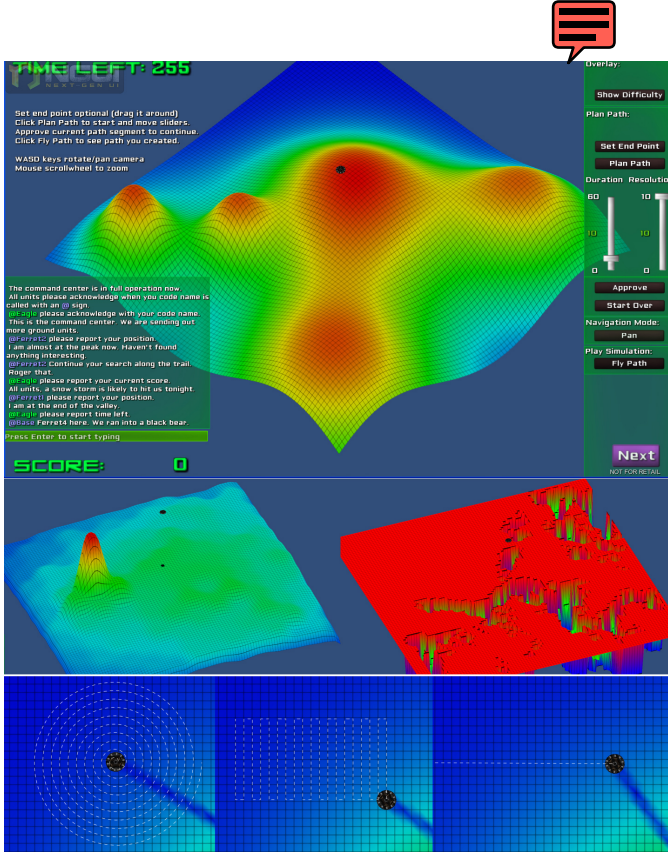 TIME LEFT: 255
NEXT-GEN UI
Set end point optional (drag it around)
Click Plan Path to start and move sliders.
Approve current path segment to continue.
Click Fly Path to see path you created.
WASD keys rotate/pan camera
Mouse scrollwheel to zoom
The command center is in full operation now.
All units please acknowledge when you code name is
called with an @ sign.
@Eagle please acknowledge with your code name.
This is the command center. We are sending out
more ground units.
@Ferret2 please report your position.
I am almost at the peak now. Haven't found
anything interesting.
@Ferret2 Continue your search along the trail.
Roger that.
@Eagle please report your current score.
All units, a snow storm is likely to hit us tonight.
@Ferret1 please report your position.
I am at the end of the valley.
@Eagle please report time left.
@Base Ferret4 here. We ran into a black bear.
Press Enter to start typing
SCORE: 0
Overlay:
Show Difficulty
Plan Path:
Set End Point
Plan Path
Duration Resolutio
60 10
10 10
0 0
Approve
Start Over
Navigation Mode:
Pan
Play Simulation:
Fly Path
Next
NOT FOR RETAIL